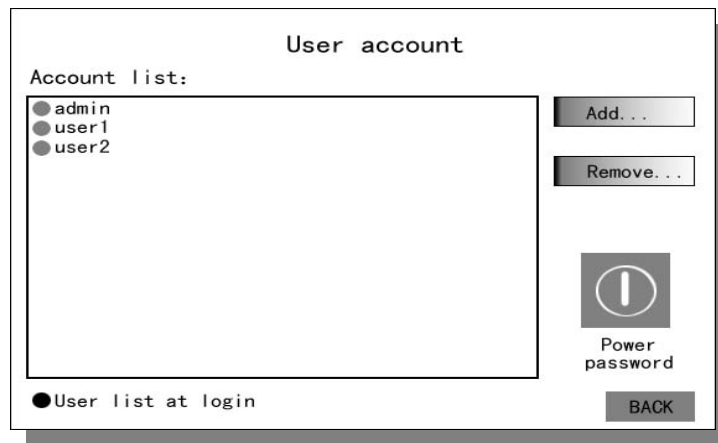 User account
Account list:
admin
user1
user2
Add...
Remove...
Power
password
User list at login
BACK